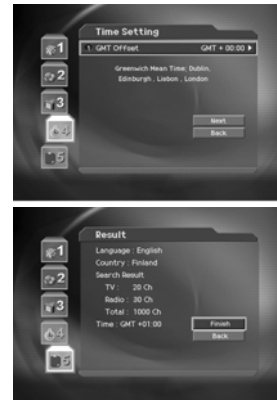 Time Setting
1
1 GMT Offset GMT + 00:00
2
Greenwich Mean Time; Dublin,
Edinburgh . Lisbon . London
3
4
Next
Back
5
Result
1
Language : English
Country : Finland
2
Search Result
TV : 20 Ch
3
Radio : 30 Ch
Total : 1000 Ch
4
Time : GMT +01:00
Finish
Back
5